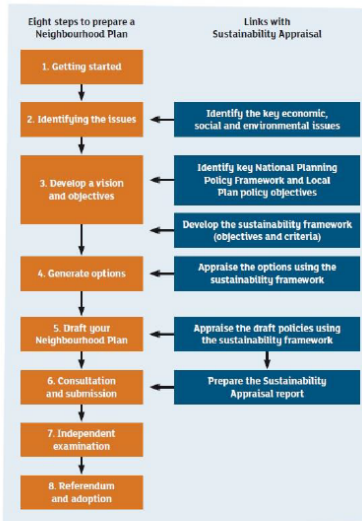 Eight steps to prepare a
Neighbourhood Plan
Links with
Sustainability Appraisal
1. Getting started
2. Identifying the issues
Identify the key economic,
social and environmental issues
3. Develop a vision
and objectives
Identify key National Planning
Policy Framework and Local
Plan policy objectives
Develop the sustainability framework
(objectives and criteria)
4. Generate options
Appraise the options using the
sustainability framework
5. Draft your
Neighbourhood Plan
Appraise the draft policies using
the sustainability framework
6. Consultation
and submission
Prepare the Sustainability
Appraisal report
7. Independent
examination
8. Referendum
and adoption